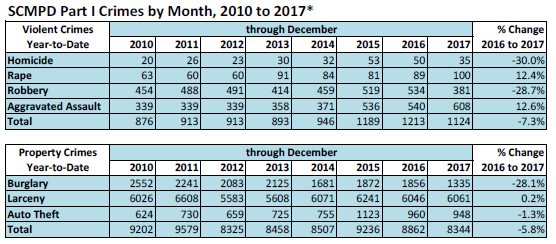 SCMPD Part I Crimes by Month, 2010 to 2017*
Violent Crimes through December % Change
Year-to-Date 2010 2011 2012 2013 2014 2015 2016 2017 2016 to 2017
Homicide 20 26 23 30 32 53 50 35 -30.0%
Rape 63 60 60 91 84 81 89 100 12.4%
Robbery 454 488 491 414 459 519 534 381 -28.7%
Aggravated Assault 339 339 339 358 371 536 540 608 12.6%
Total 876 913 913 893 946 1189 1213 1124 -7.3%
Property Crimes through December % Change
Year-to-Date 2010 2011 2012 2013 2014 2015 2016 2017 2016 to 2017
Burglary 2552 2241 2083 2125 1681 1872 1856 1335 -28.1%
Larceny 6026 6608 5583 5608 6071 6241 6046 6061 0.2%
Auto Theft 624 730 659 725 755 1123 960 948 -1.3%
Total 9202 9579 8325 8458 8507 9236 8862 8344 -5.8%